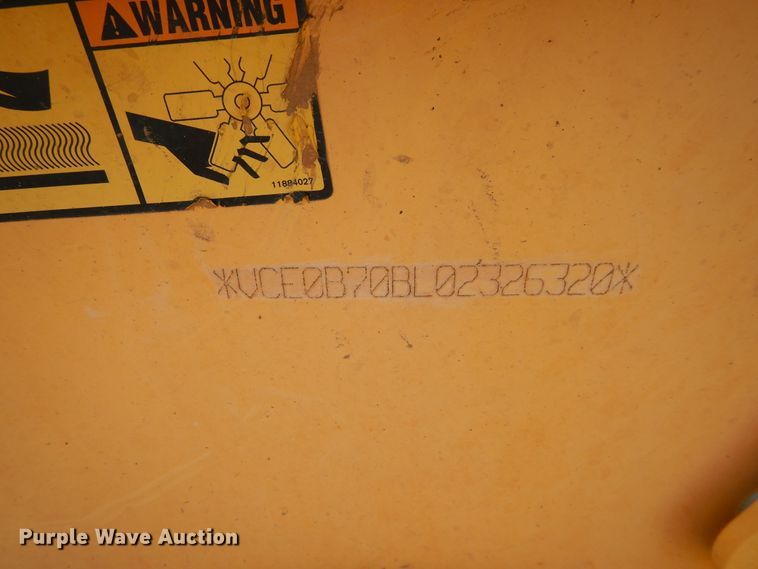 WARNING
11884027
*VCE0B70BL02326320*
Purple Wave Auction